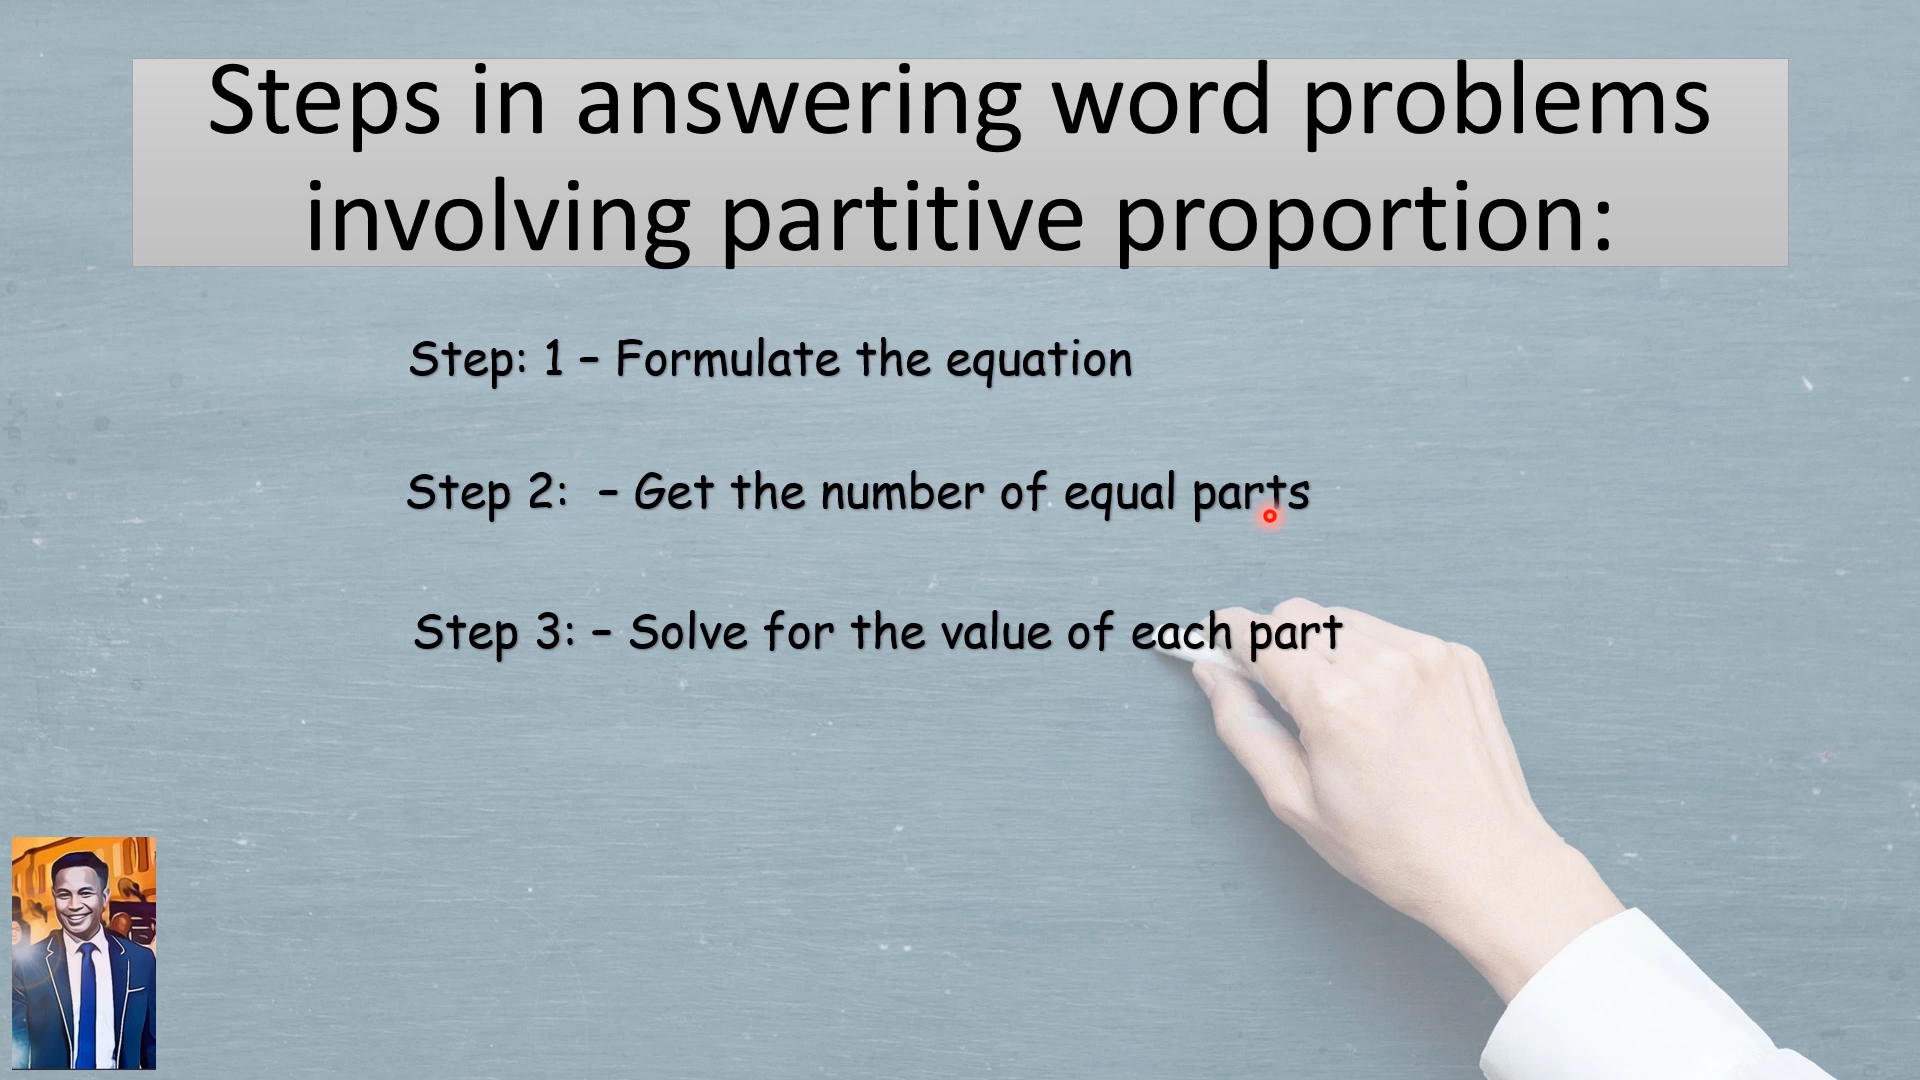 Steps in answering word problems
involving partitive proportion:
Step: 1 – Formulate the equation
Step 2:  – Get the number of equal parts
Step 3: – Solve for the value of each part